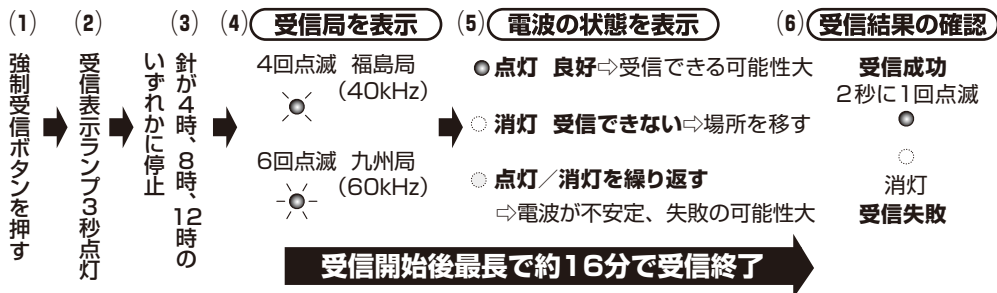 (1)
強制受信ボタンを押す
(2)
受信表示ランプ3秒点灯
(3)
針が4時、8時、12時の
いずれかに停止
(4) 受信局を表示
4回点滅 福島局
(40kHz)
6回点滅 九州局
(60kHz)
(5) 電波の状態を表示
点灯 良好⇨受信できる可能性大
消灯 受信できない⇨場所を移す
点灯／消灯を繰り返す
⇨電波が不安定、失敗の可能性大
(6) 受信結果の確認
受信成功
2秒に1回点滅
消灯
受信失敗
受信開始後最長で約16分で受信終了